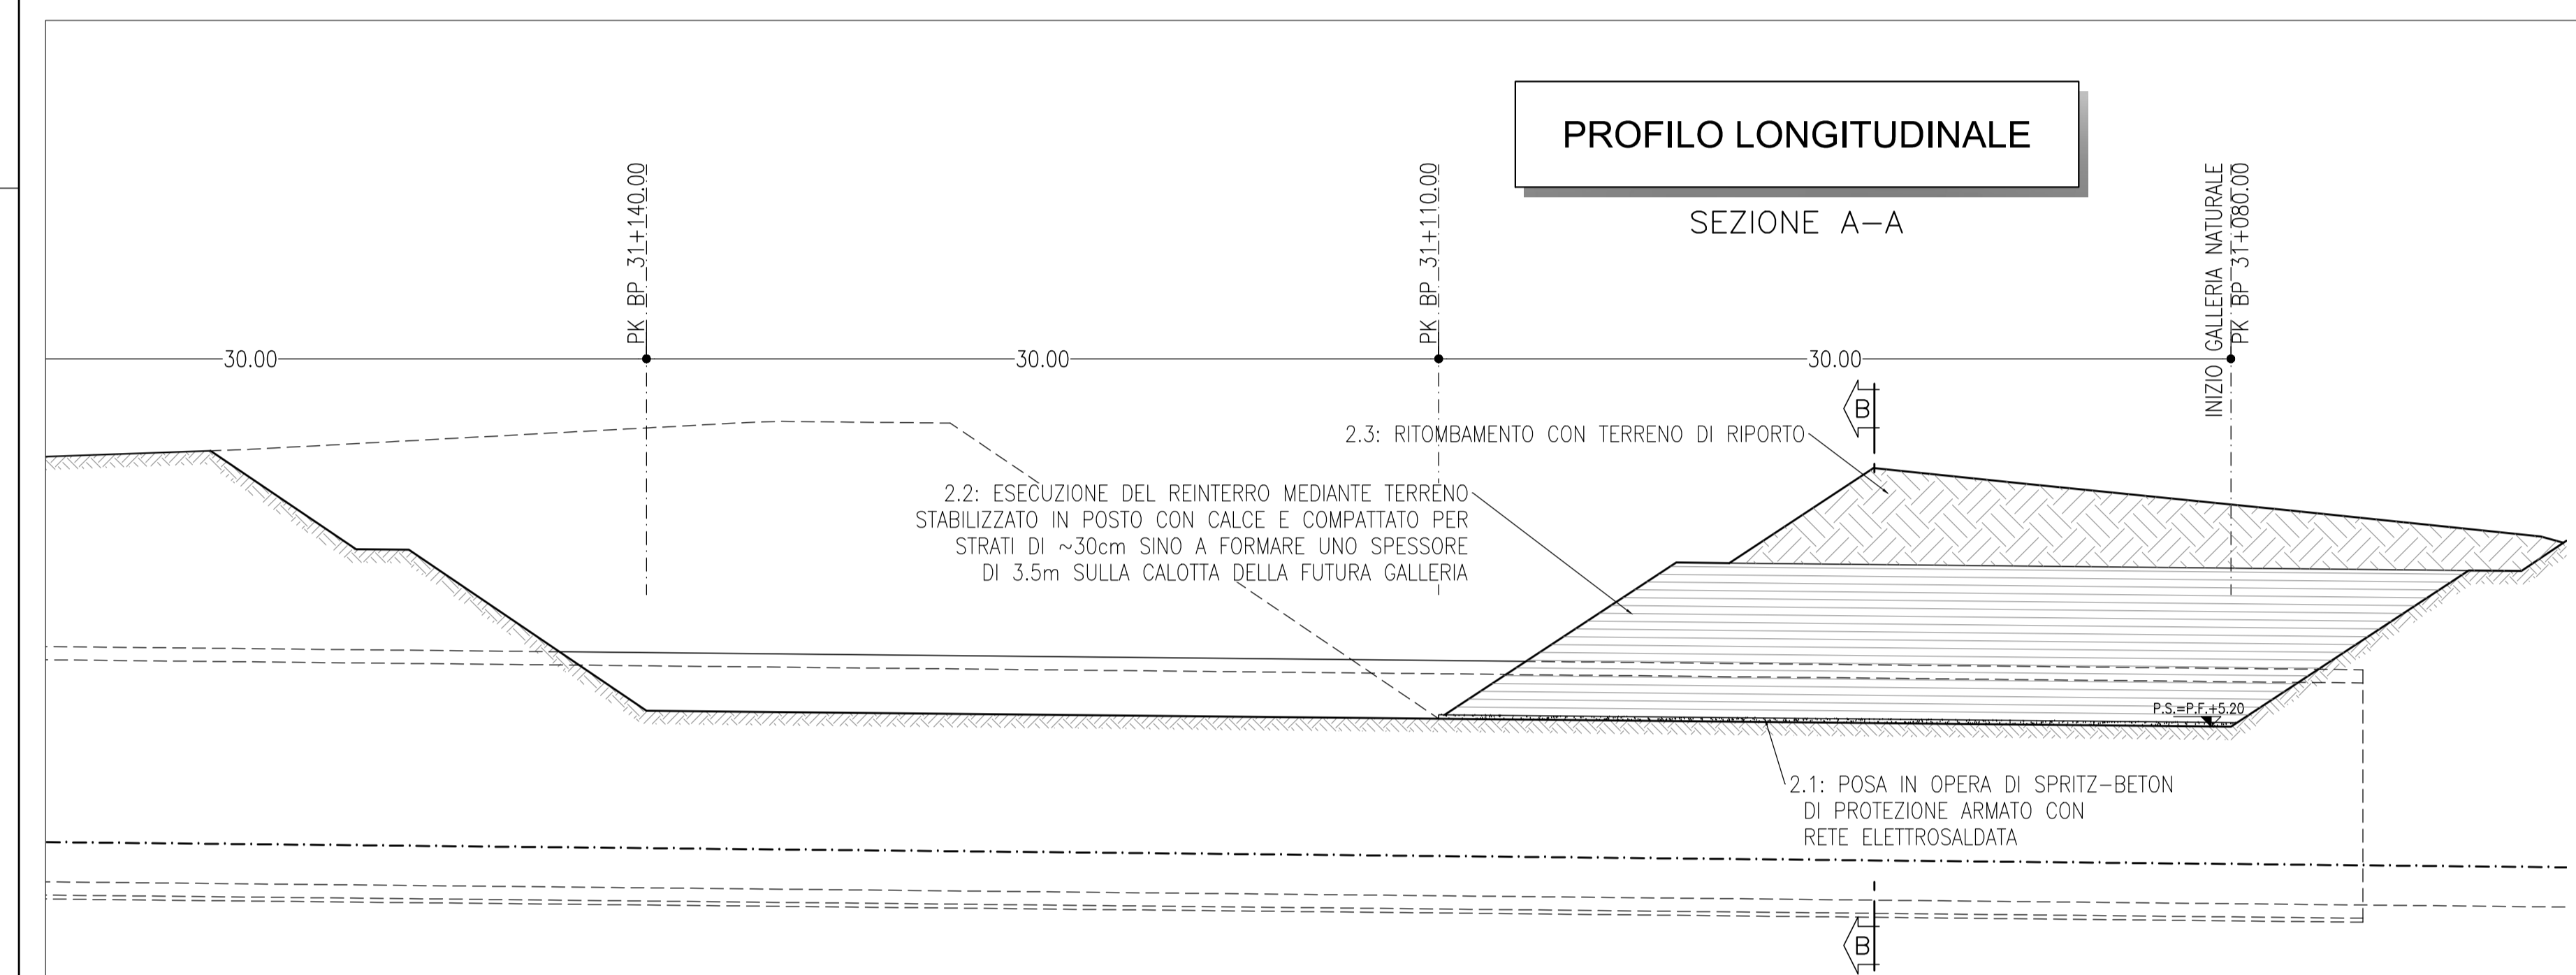 PROFILO LONGITUDINALE
SEZIONE A-A
PK BP 31+140.00
PK BP 31+110.00
INIZIO GALLERIA NATURALE
PK BP 31+080.00
30.00
30.00
30.00
B
2.3: RITOMBAMENTO CON TERRENO DI RIPORTO
2.2: ESECUZIONE DEL REINTERRO MEDIANTE TERRENO
STABILIZZATO IN POSTO CON CALCE E COMPATTATO PER
STRATI DI ~30cm SINO A FORMARE UNO SPESSORE
DI 3.5m SULLA CALOTTA DELLA FUTURA GALLERIA
P.S.=P.F.+5.20
2.1: POSA IN OPERA DI SPRITZ-BETON
DI PROTEZIONE ARMATO CON
RETE ELETTROSALDATA
B